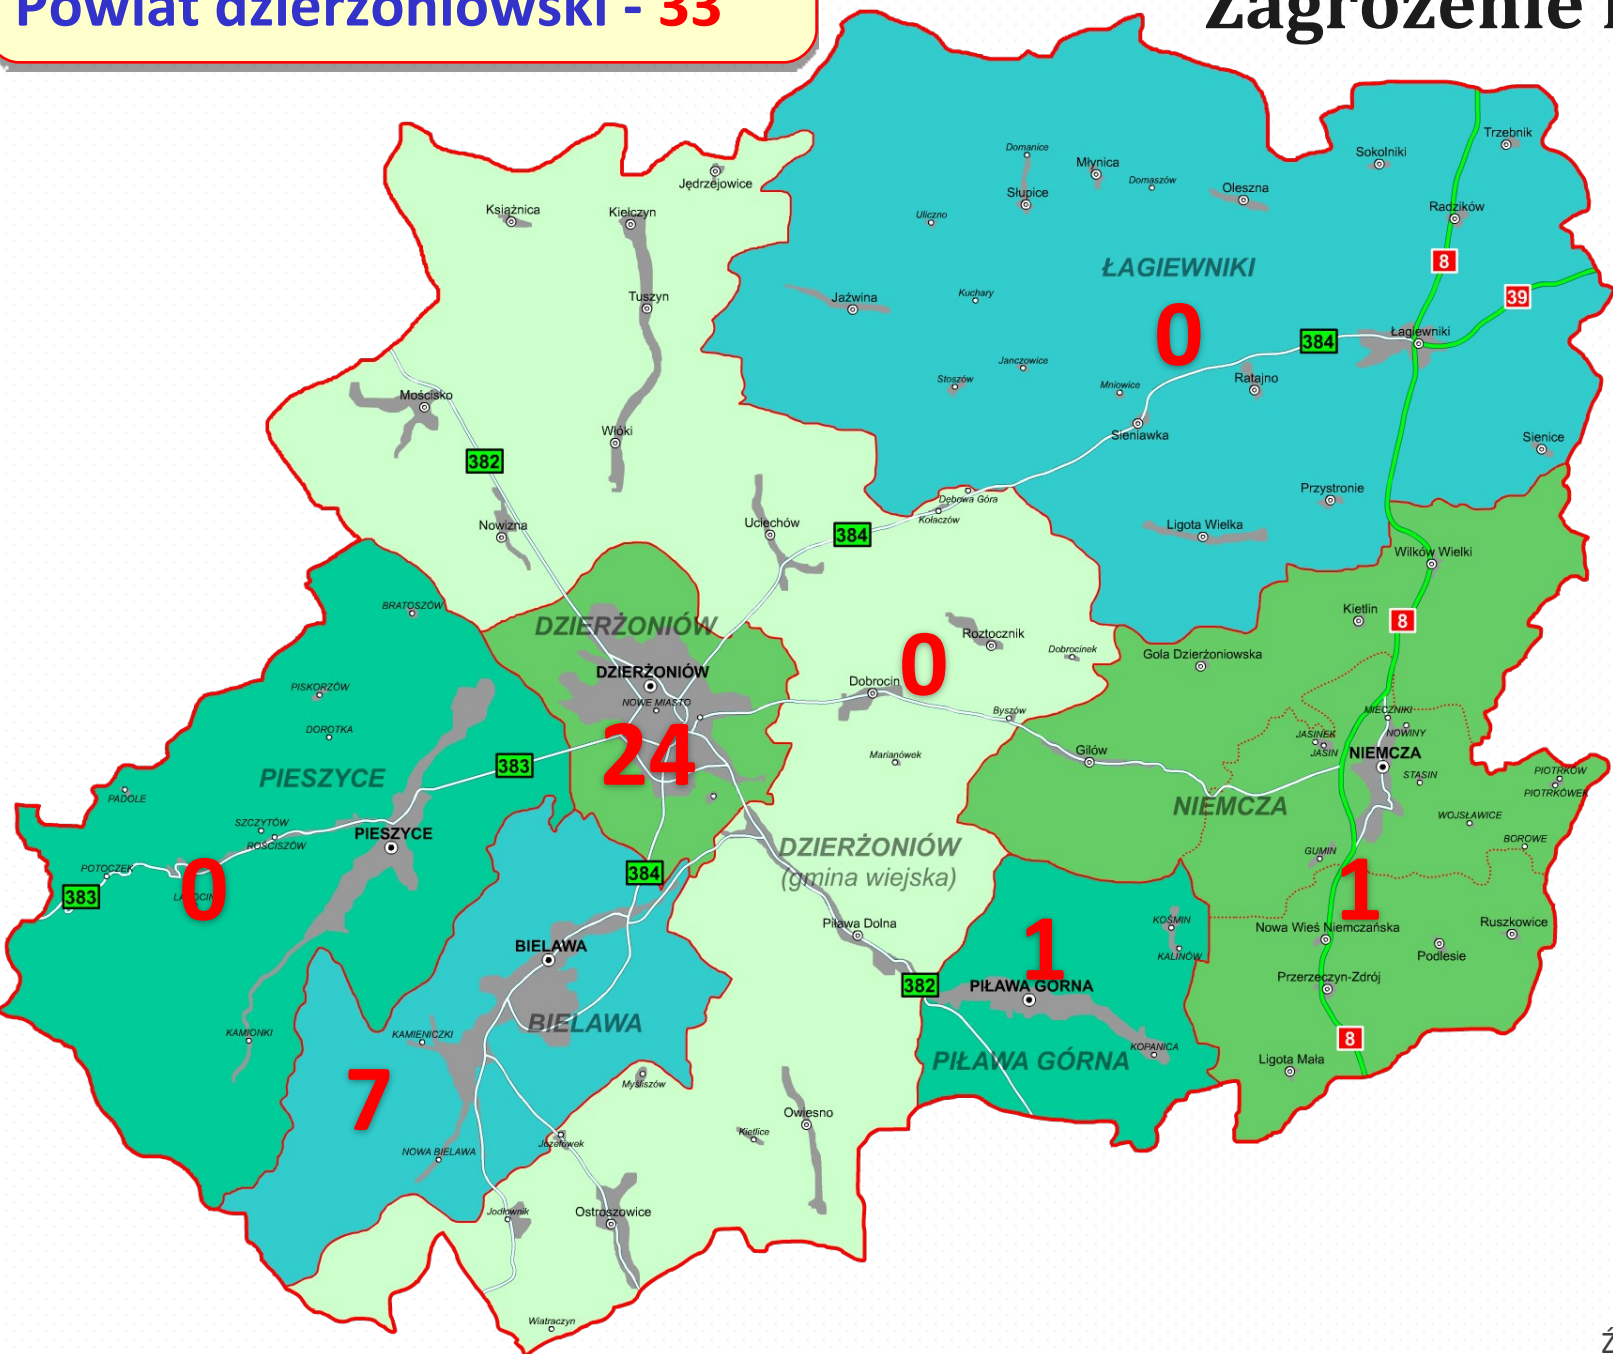 Powiat dzierżoniowski - 33
Zagrożenie
Trzebnik
Sokolniki
Domanice
Młynica
Domaszów
Oleszna
Słupice
Radzików
Uliczno
Jędrzejowice
Książnica
Kiełczyn
ŁAGIEWNIKI
8
39
Tuszyn
Jaźwina
Kuchary
0
384
Łagiewniki
Janczowice
Stoszów
Mniowice
Ratajno
Mościsko
Włóki
Sieniawka
Sienice
382
Przystronie
Dębowa Góra
Kołaczów
Nowizna
Uciechów
384
Ligota Wielka
Wilków Wielki
BRATOSZÓW
Kietlin
8
DZIERŻONIÓW
Roztocznik
Dobrocinek
Gola Dzierżoniowska
0
DZIERŻONIÓW
NOWE MIASTO
Dobrocin
PISKORZÓW
Byszów
MIECZNIKI
DOROTKA
JASINEK
NOWINY
JASIN
24
Marianówek
Gilów
NIEMCZA
STASIN
383
PIESZYCE
PIOTRKÓW
PIOTRKÓWEK
PADOLE
NIEMCZA
WOJSŁAWICE
SZCZYTÓW
PIESZYCE
ROŚCISZÓW
DZIERŻONIÓW
(gmina wiejska)
BOROWE
GUMIN
POTOCZEK
384
383
0
1
Piława Dolna
KOŚMIN
Nowa Wieś Niemczańska
Ruszkowice
1
BIELAWA
KALINÓW
Podlesie
382
PIŁAWA GÓRNA
Przerzeczyn-Zdrój
BIELAWA
KAMIONKI
KAMIENICZKI
8
KOPANICA
PIŁAWA GÓRNA
Ligota Mała
7
Myśliszów
Owiesno
Kietlice
Józefówek
NOWA BIELAWA
Jodłownik
Ostroszowice
Wiatraczyn